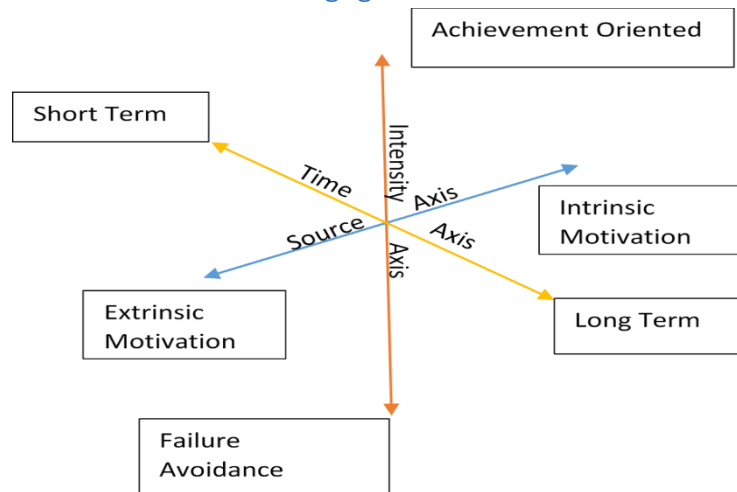 Achievement Oriented
Short Term
Intensity
Time
Axis
Intrinsic
Motivation
Source
Axis
Axis
Extrinsic
Motivation
Long Term
Failure
Avoidance